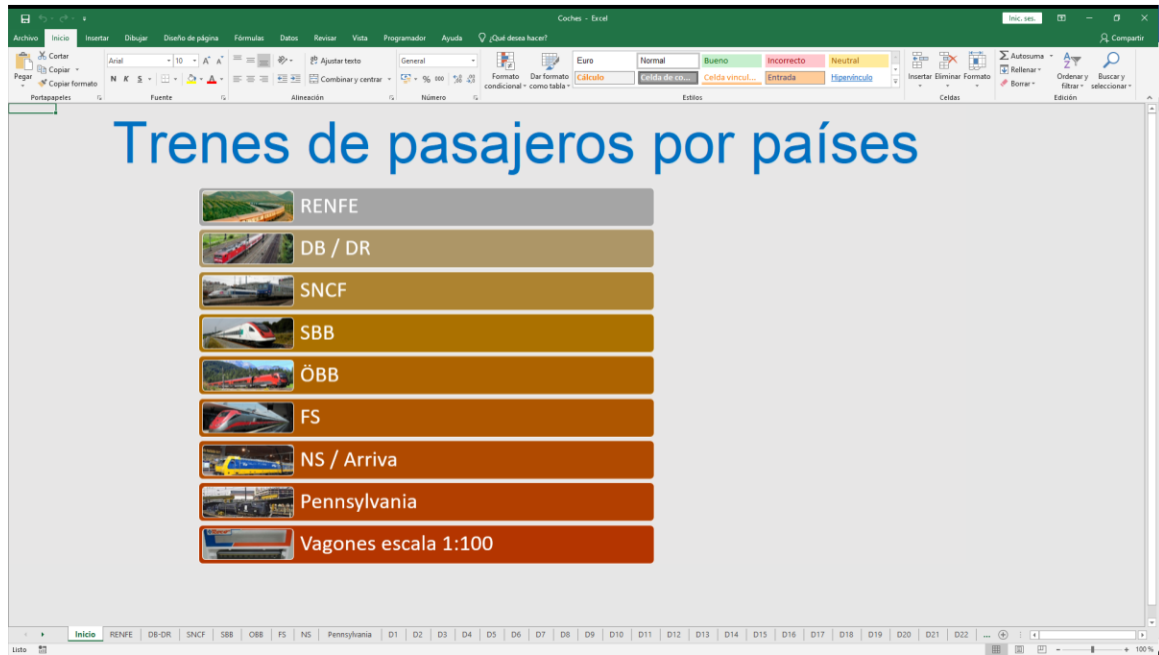 Coches - Excel
Inic. ses.
Archivo Inicio Insertar Dibujar Diseño de página Fórmulas Datos Revisar Vista Programador Ayuda ¿Qué desea hacer? Compartir
Pegar Cortar Copiar Copiar formato
Portapapeles
Arial 10
N K S
Fuente
Ajustar texto
Combinar y centrar
Alineación
General
% 000
Número
Formato condicional Dar formato como tabla
Euro Normal Bueno Incorrecto Neutral
Cálculo Celda de co... Celda vincul... Entrada Hipervínculo
Estilos
Insertar Eliminar Formato
Celdas
Autosuma
Rellenar
Borrar
Ordenar y filtrar Buscar y seleccionar
Edición
Trenes de pasajeros por países
RENFE
DB / DR
SNCF
SBB
ÖBB
FS
NS / Arriva
Pennsylvania
Vagones escala 1:100
Inicio RENFE DB-DR SNCF SBB OBB FS NS Pennsylvania D1 D2 D3 D4 D5 D6 D7 D8 D9 D10 D11 D12 D13 D14 D15 D16 D17 D18 D19 D20 D21 D22 ...
Listo 100 %